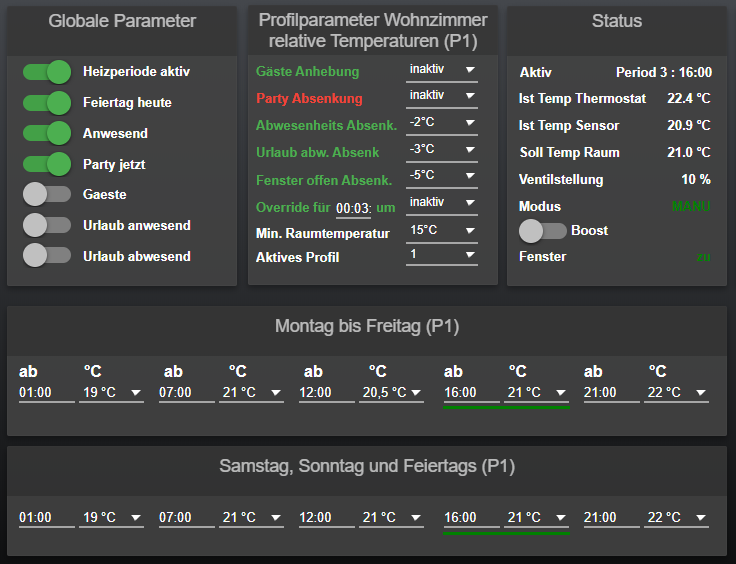 Globale Parameter
Heizperiode aktiv
Feiertag heute
Anwesend
Party jetzt
Gaeste
Urlaub anwesend
Urlaub abwesend
Profilparameter Wohnzimmer
relative Temperaturen (P1)
Gäste Anhebung inaktiv
Party Absenkung inaktiv
Abwesenheits Absenk. -2°C
Urlaub abw. Absenk -3°C
Fenster offen Absenk. -5°C
Override für 00:03: um inaktiv
Min. Raumtemperatur 15°C
Aktives Profil 1
Status
Aktiv Period 3 : 16:00
Ist Temp Thermostat 22.4 °C
Ist Temp Sensor 20.9 °C
Soll Temp Raum 21.0 °C
Ventilstellung 10 %
Modus MANU
Boost
Fenster zu
Montag bis Freitag (P1)
ab °C ab °C ab °C ab °C ab °C
01:00 19 °C 07:00 21 °C 12:00 20,5 °C 16:00 21 °C 21:00 22 °C
Samstag, Sonntag und Feiertags (P1)
01:00 19 °C 07:00 21 °C 12:00 21 °C 16:00 21 °C 21:00 22 °C